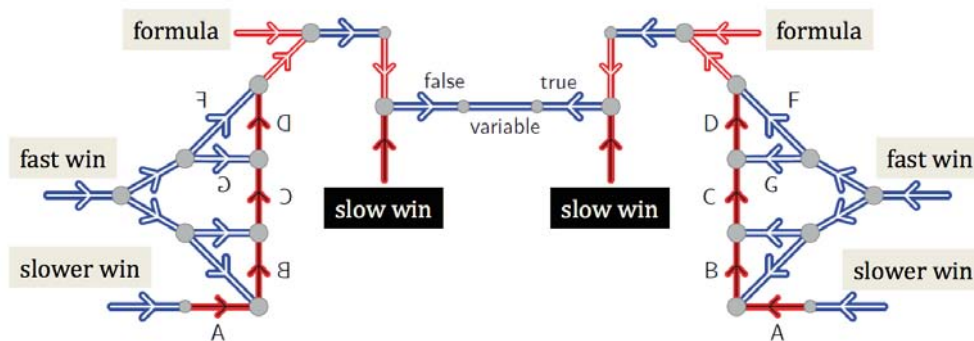 formula
formula
false
true
variable
F
F
D
D
fast win
fast win
G
G
C
C
slow win
slow win
slower win
slower win
B
B
A
A